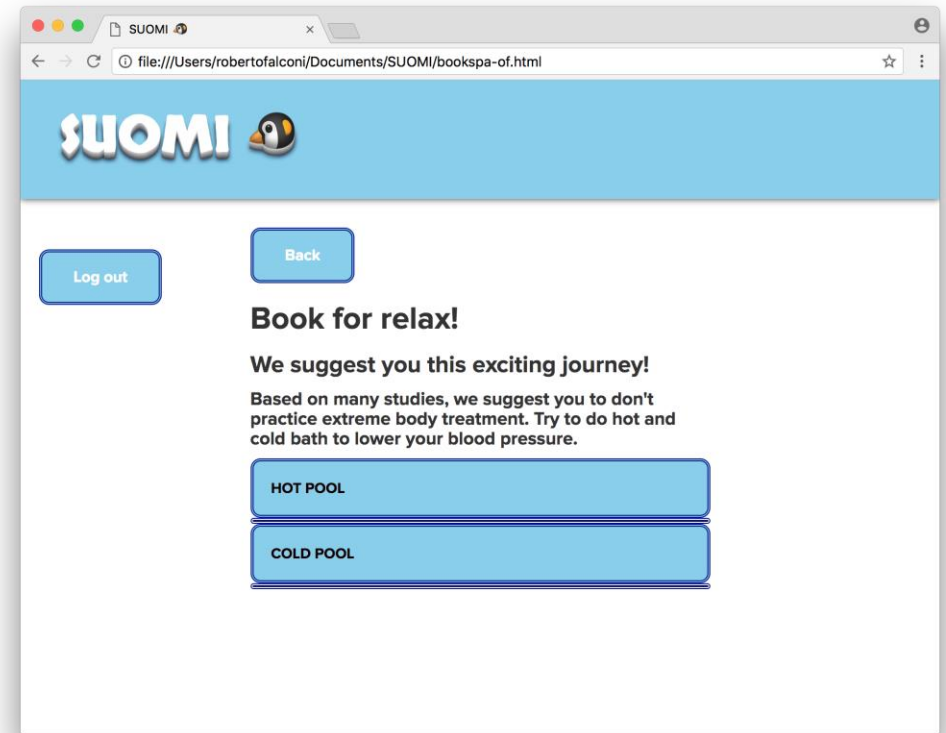 SUOMI
file:///Users/robertofalconi/Documents/SUOMI/bookspa-of.html
SUOMI
Back
Log out
Book for relax!
We suggest you this exciting journey!
Based on many studies, we suggest you to don't
practice extreme body treatment. Try to do hot and
cold bath to lower your blood pressure.
HOT POOL
COLD POOL